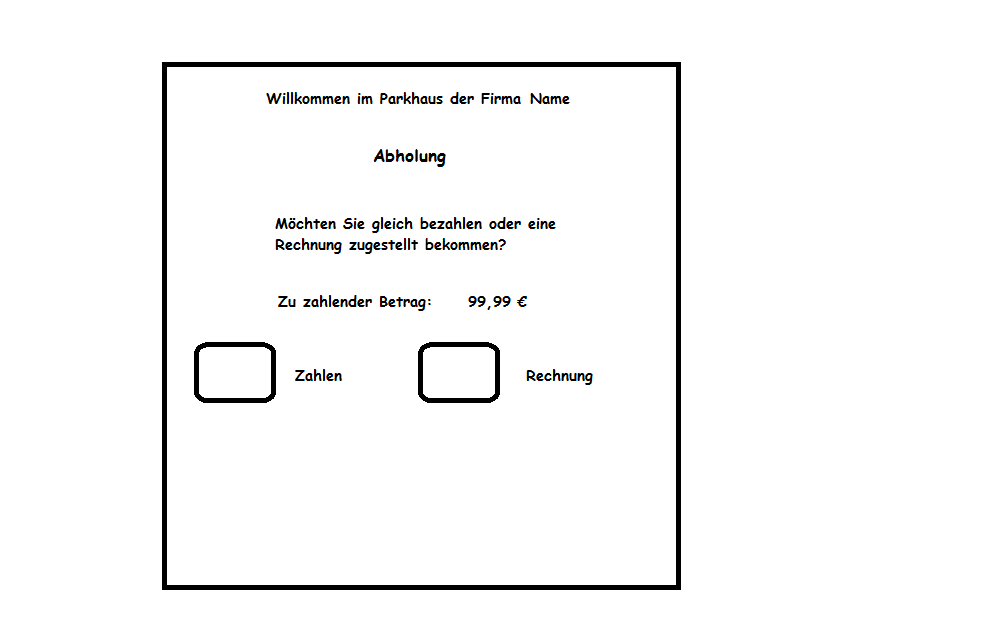 Willkommen im Parkhaus der Firma Name
Abholung
Möchten Sie gleich bezahlen oder eine
Rechnung zugestellt bekommen?
Zu zahlender Betrag: 99,99 €
Zahlen Rechnung